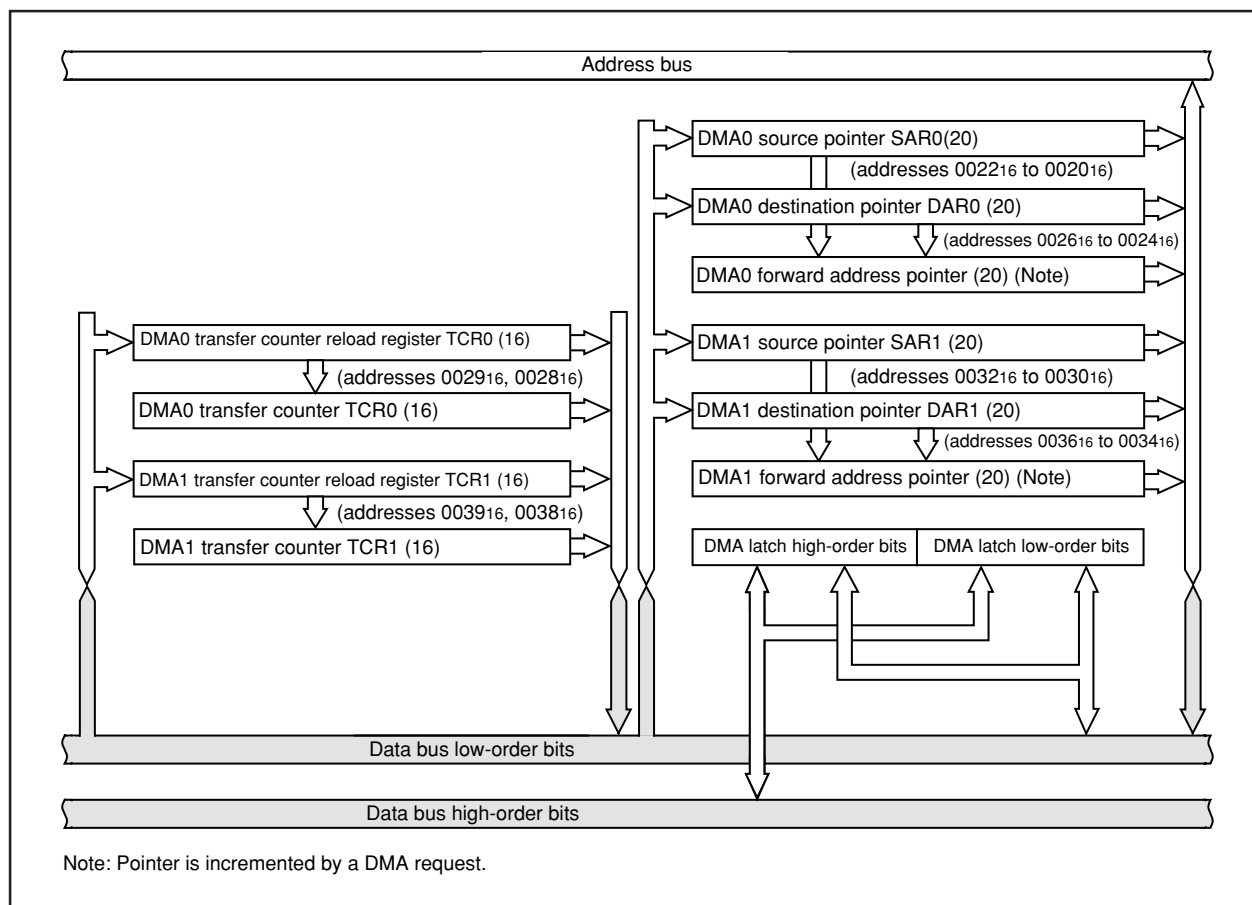 Address bus
DMA0 source pointer SAR0(20)
(addresses 002216 to 002016)
DMA0 destination pointer DAR0 (20)
(addresses 002616 to 002416)
DMA0 forward address pointer (20) (Note)
DMA0 transfer counter reload register TCR0 (16)
(addresses 002916, 002816)
DMA0 transfer counter TCR0 (16)
DMA1 transfer counter reload register TCR1 (16)
(addresses 003916, 003816)
DMA1 transfer counter TCR1 (16)
DMA1 source pointer SAR1 (20)
(addresses 003216 to 003016)
DMA1 destination pointer DAR1 (20)
(addresses 003616 to 003416)
DMA1 forward address pointer (20) (Note)
DMA latch high-order bits
DMA latch low-order bits
Data bus low-order bits
Data bus high-order bits
Note: Pointer is incremented by a DMA request.